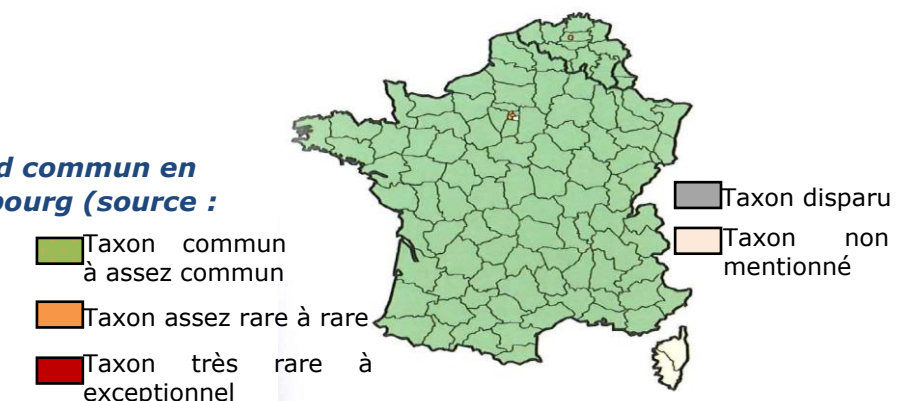 d commun en
bourg (source :
Taxon commun
à assez commun
Taxon assez rare à rare
Taxon très rare à
exceptionnel
Taxon disparu
Taxon non
mentionné